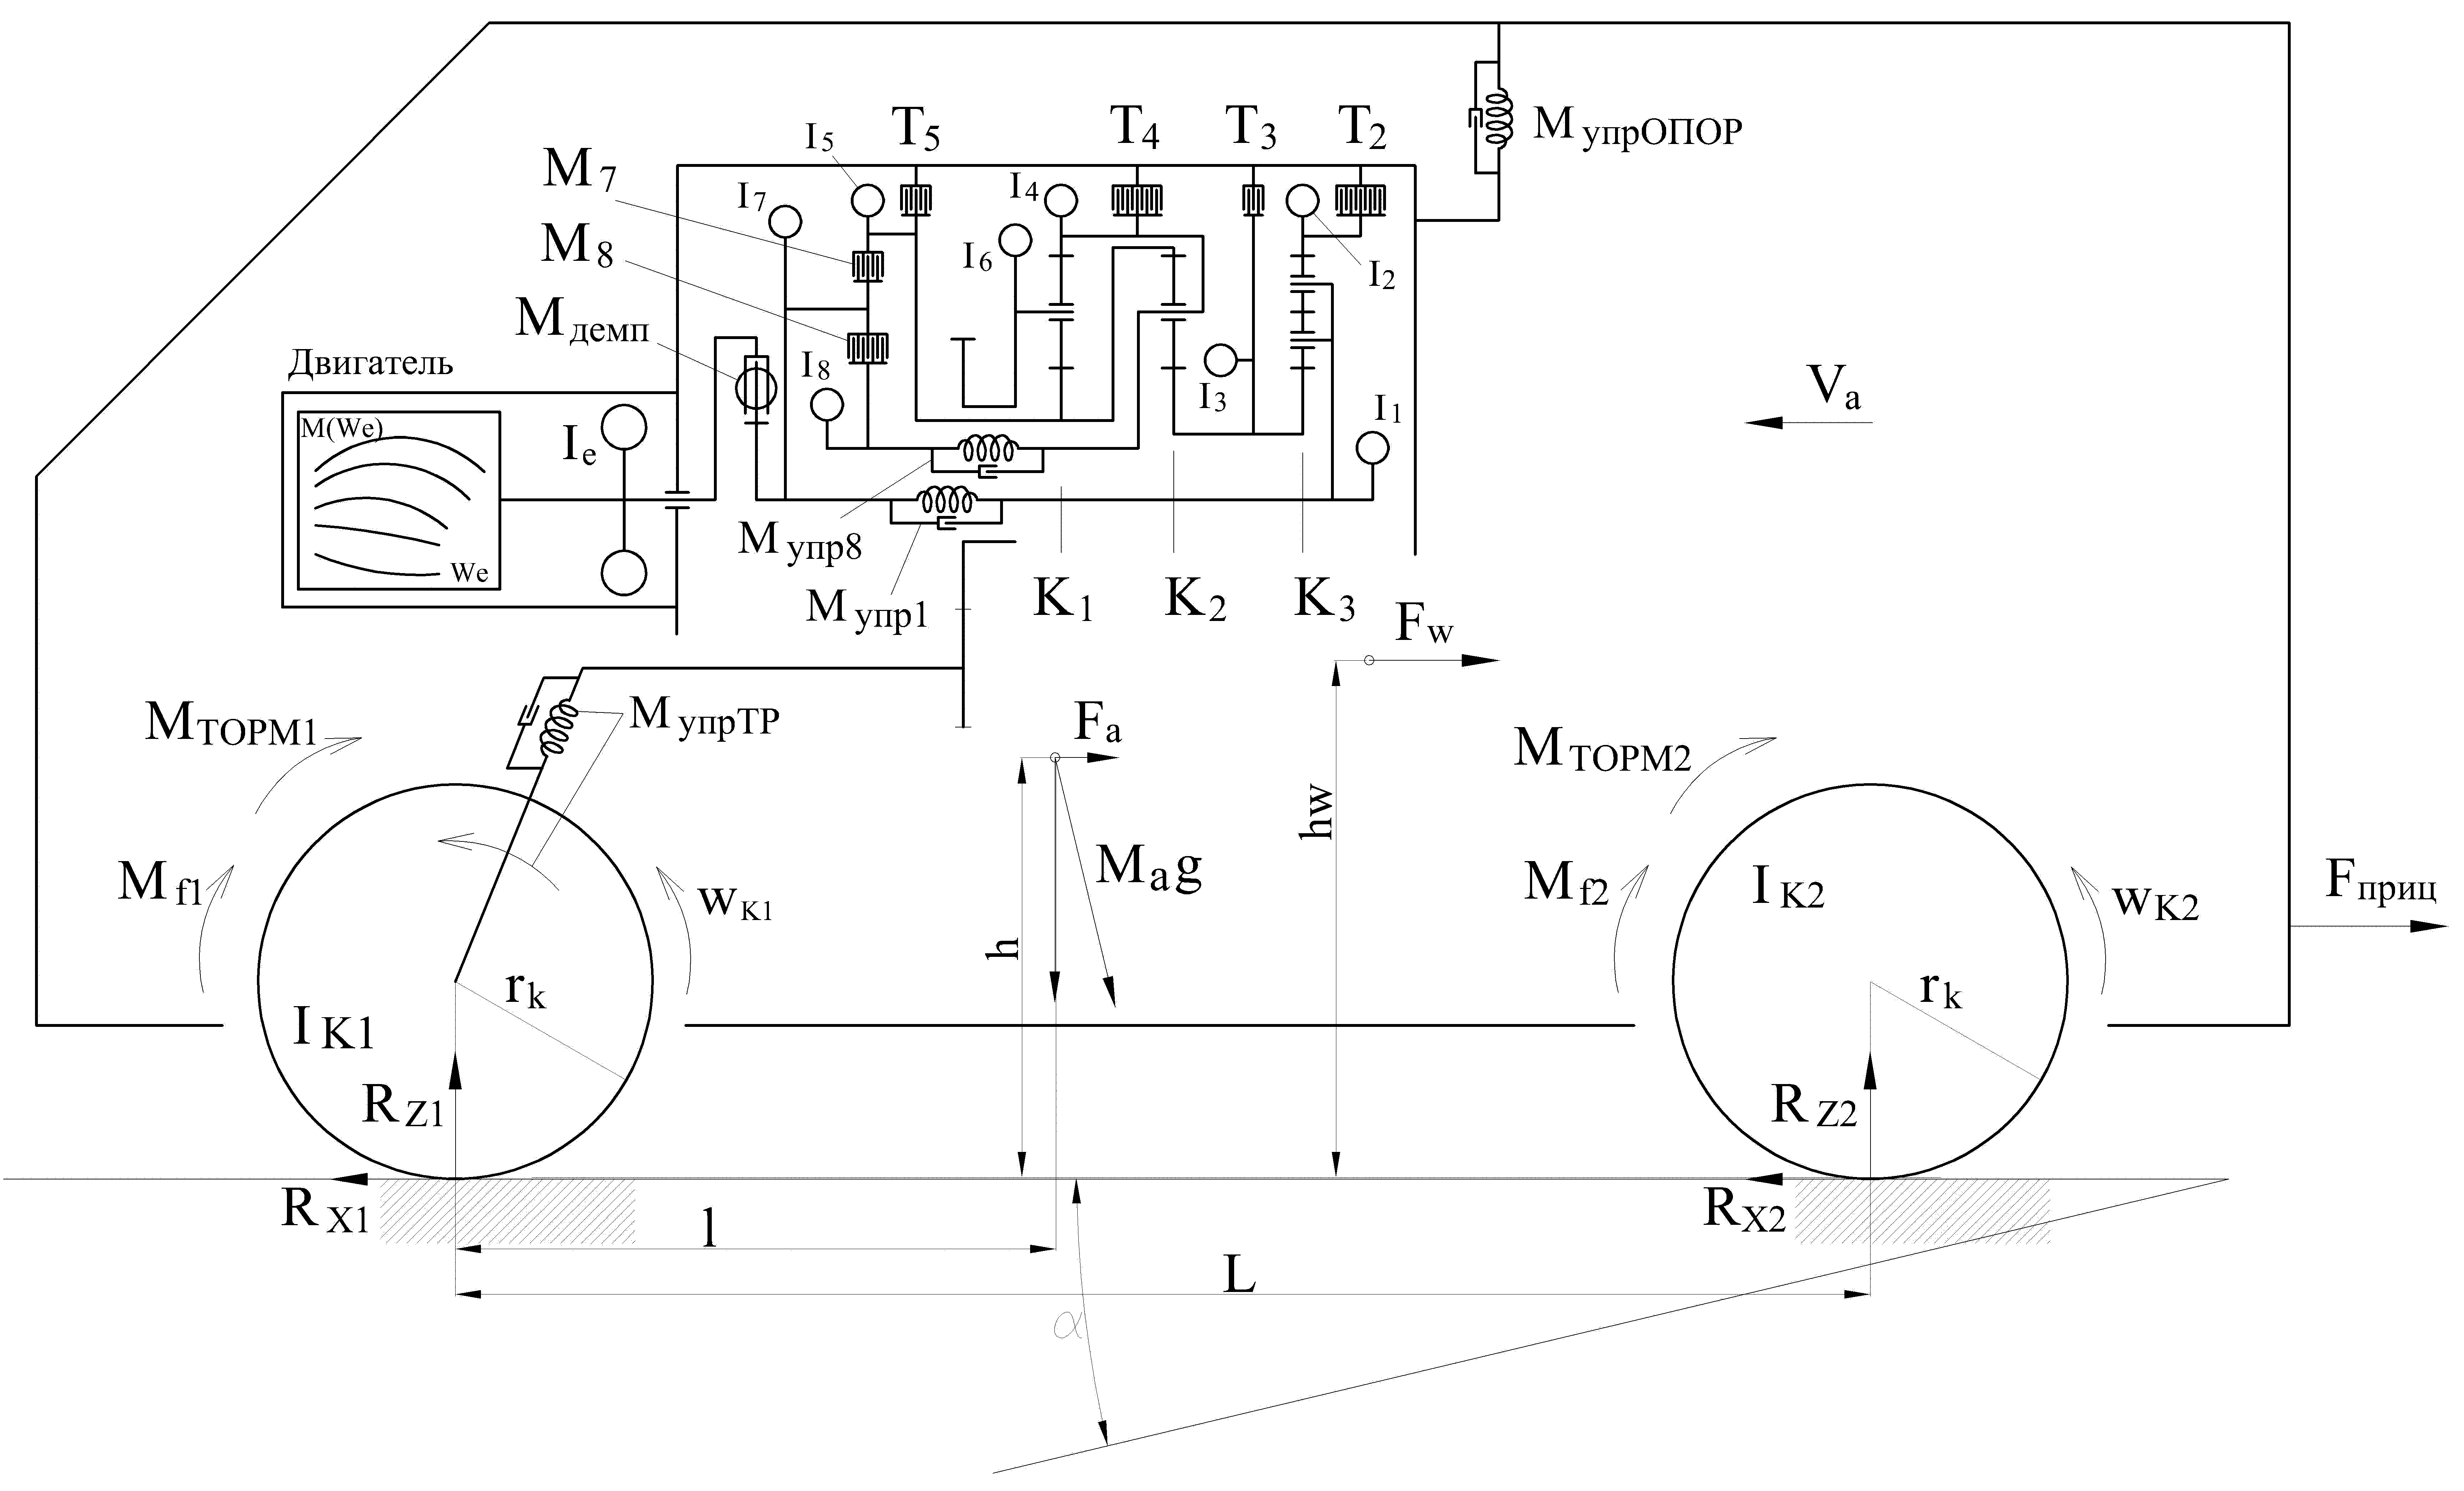 T5
T4
T3
T2
МупрОПОР
I5
M7
I7
I4
M8
I6
I2
Mдемп
Двигатель
I8
I3
I1
Va
M(We)
Ie
We
Mупр8
Mупр1
K1
K2
K3
Fw
MТОРМ1
MупрТР
Fa
MТОРМ2
hw
Mf1
wK1
Mag
Mf2
IK2
wK2
Fприц
h
rk
rk
IK1
RZ1
RZ2
RX1
l
RX2
L
α